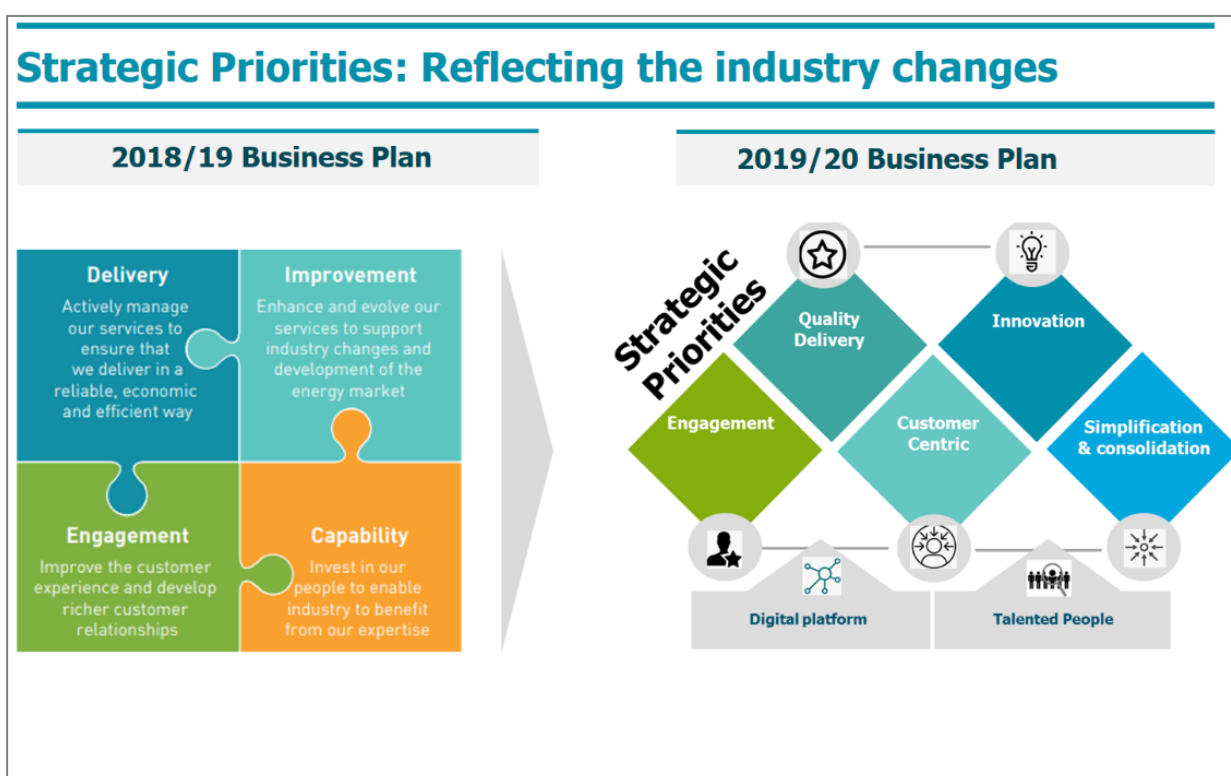 Strategic Priorities: Reflecting the industry changes
2018/19 Business Plan
2019/20 Business Plan
Delivery
Actively manage
our services to
ensure that
we deliver in a
reliable, economic
and efficient way
Improvement
Enhance and evolve our
services to support
industry changes and
development of the
energy market
Engagement
Improve the customer
experience and develop
richer customer
relationships
Capability
Invest in our
people to enable
industry to benefit
from our expertise
Strategic
Priorities
Quality
Delivery
Innovation
Engagement
Customer
Centric
Simplification
& consolidation
Digital platform
Talented People